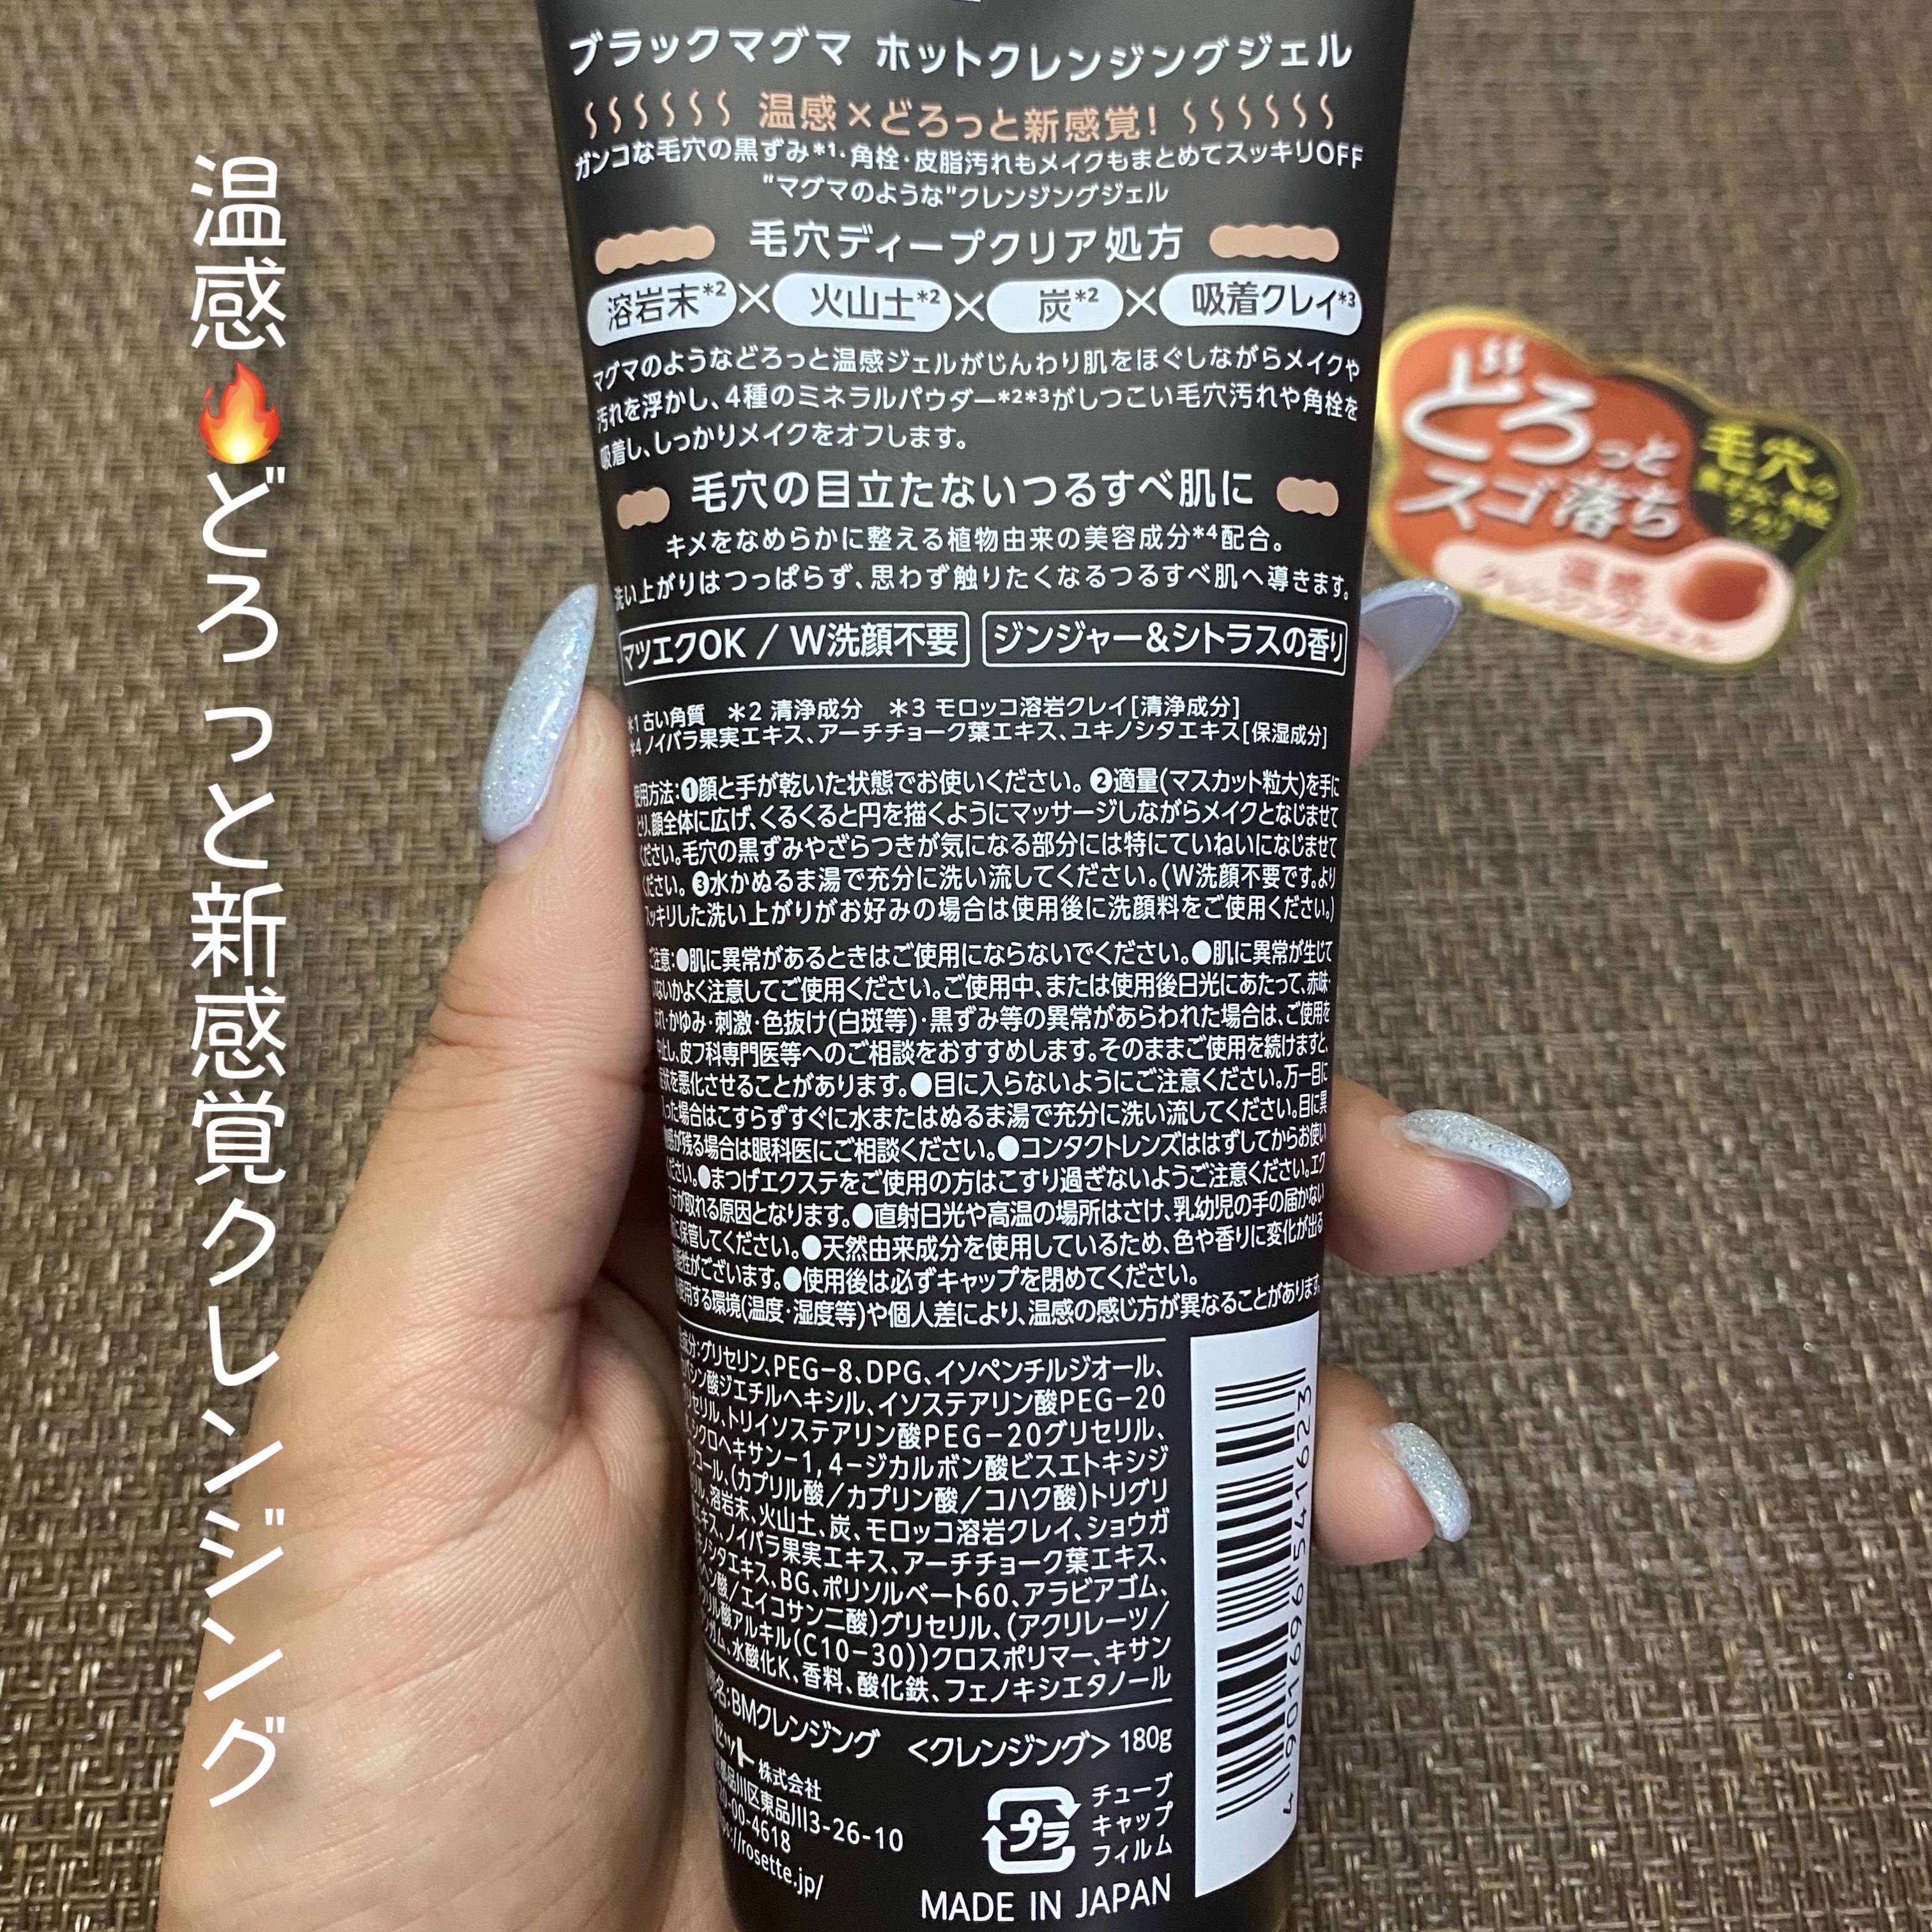 温感🔥どろっと新感覚クレンジング
ブラックマグマ ホットクレンジングジェル
温感×どろっと新感覚!
ガンコな毛穴の黒ずみ*1・角栓・皮脂汚れもメイクもまとめてスッキリOFF
"マグマのような"クレンジングジェル
毛穴ディープクリア処方
溶岩末*2×火山土*2×炭*2×吸着クレイ*3
マグマのようなどろっと温感ジェルがじんわり肌をほぐしながらメイクや
汚れを浮かし、4種のミネラルパウダー*2*3がしつこい毛穴汚れや角栓を
吸着し、しっかりメイクをオフします。
毛穴の目立たないつるすべ肌に
キメをなめらかに整える植物由来の美容成分*4配合。
洗い上がりはつっぱらず、思わず触りたくなるつるすべ肌へ導きます。
マツエクOK / W洗顔不要 ジンジャー&シトラスの香り
*1 古い角質 *2 清浄成分 *3 モロッコ溶岩クレイ[清浄成分]
*4 ノイバラ果実エキス、アーチチョーク葉エキス、ユキノシタエキス[保湿成分]
使用方法:❶顔と手が乾いた状態でお使いください。❷適量(マスカット粒大)を手に
とり、顔全体に広げ、くるくると円を描くようにマッサージしながらメイクとなじませて
ください。毛穴の黒ずみやざらつきが気になる部分には特にていねいになじませて
ください。❸水かぬるま湯で充分に洗い流してください。(W洗顔不要です。より
スッキリした洗い上がりがお好みの場合は使用後に洗顔料をご使用ください。)
ご注意:●肌に異常があるときはご使用にならないでください。●肌に異常が生じて
いないかよく注意してご使用ください。ご使用中、または使用後日光にあたって、赤味・
はれ・かゆみ・刺激・色抜け(白斑等)・黒ずみ等の異常があらわれた場合は、ご使用を
中止し、皮フ科専門医等へのご相談をおすすめします。そのままご使用を続けますと、
症状を悪化させることがあります。●目に入らないようにご注意ください。万一目に
入った場合はこすらずすぐに水またはぬるま湯で充分に洗い流してください。目に異
物感が残る場合は眼科医にご相談ください。●コンタクトレンズははずしてからお使い
ください。●まつげエクステをご使用の方はこすり過ぎないようご注意ください。エク
ステが取れる原因となります。●直射日光や高温の場所はさけ、乳幼児の手の届かない
に保管してください。●天然由来成分を使用しているため、色や香りに変化が出る
可能性がございます。●使用後は必ずキャップを閉めてください。
使用する環境(温度・湿度等)や個人差により、温感の感じ方が異なることがあります。
成分:グリセリン、PEG-8、DPG、イソペンチルジオール、
バシン酸ジエチルヘキシル、イソステアリン酸PEG-20
リセリル、トリイソステアリン酸PEG-20グリセリル、
シクロヘキサン-1,4-ジカルボン酸ビスエトキシジ
コール、(カプリル酸/カプリン酸/コハク酸)トリグリ
リル、溶岩末、火山土、炭、モロッコ溶岩クレイ、ショウガ
キス、ノイバラ果実エキス、アーチチョーク葉エキス、
ノシタエキス、BG、ポリソルベート60、アラビアゴム、
ン酸/エイコサン二酸)グリセリル、(アクリレーツ/
リル酸アルキル(C10-30))クロスポリマー、キサン
ガム、水酸化K、香料、酸化鉄、フェノキシエタノール
名:BMクレンジング <クレンジング> 180g
ゼット 株式会社
品川区東品川3-26-10
20-00-4618
//rosette.jp/
プラ
チューブ
キャップ
フィルム
MADE IN JAPAN
4 901696 541623
どろっと
スゴ落ち
毛穴の
温感
クレンジングジェル